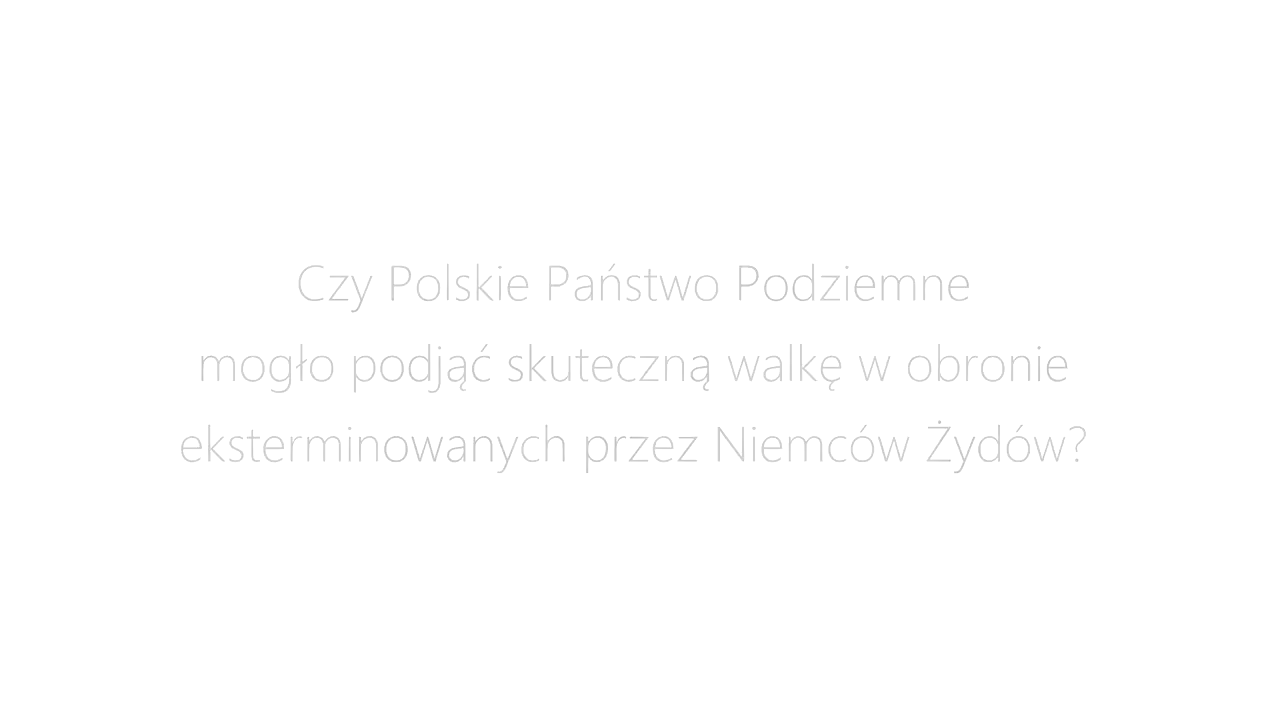 Czy Polskie Państwo Podziemne
mogło podjąć skuteczną walkę w obronie
eksterminowanych przez Niemców Żydów?